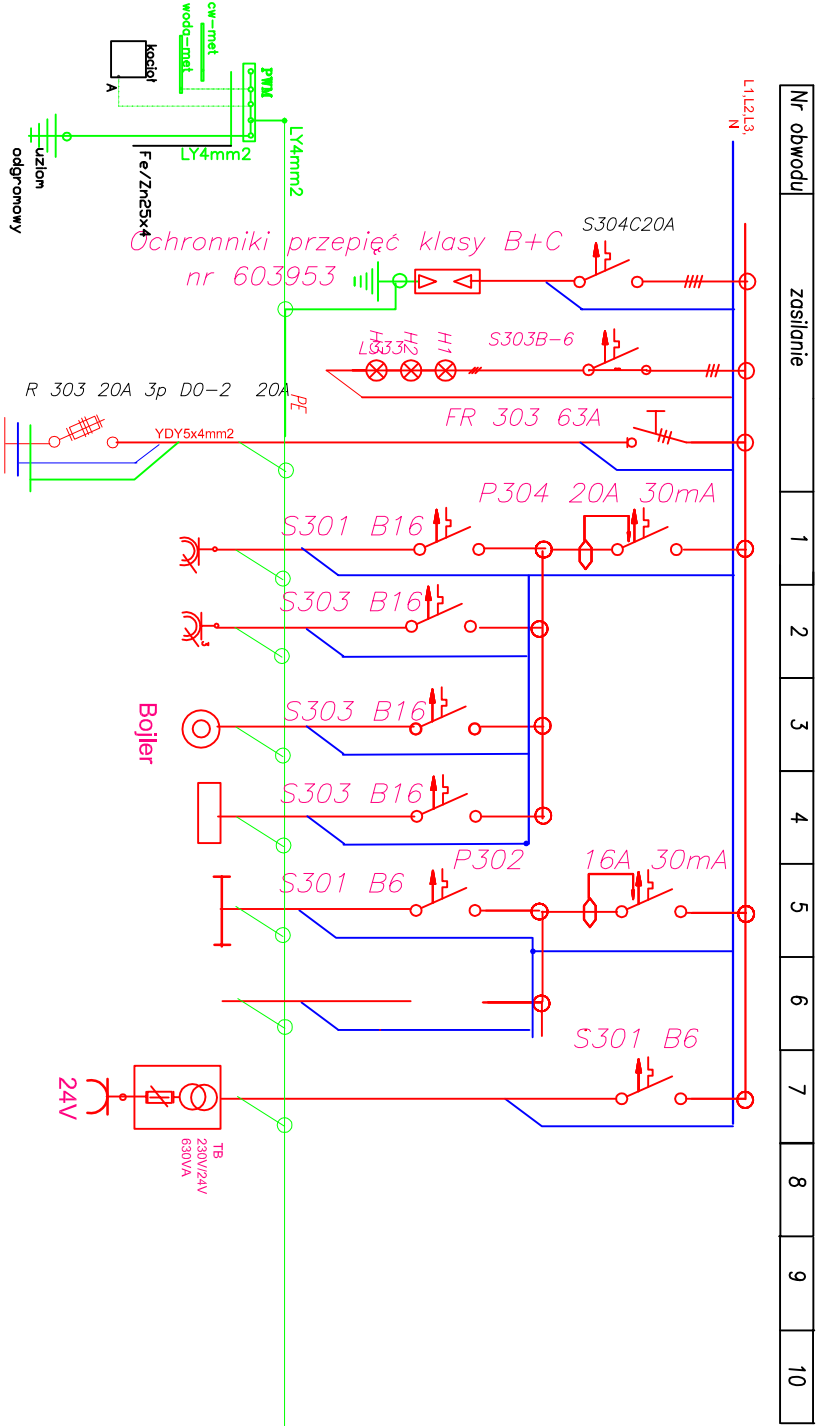 Nr obwodu
zasilanie
1
2
3
4
5
6
7
8
9
10
L1,L2,L3,
N
cw-met
woda-met
kocioł
A
PWM
LY4mm2
LY4mm2
Fe/Zn25x4
uziom
odgromowy
Ochronniki przepięć klasy B+C
nr 603953
S304C20A
H3
H2
H1
L333
S303B-6
R 303 20A 3p D0-2 20A
PE
YDY5x4mm2
FR 303 63A
P304 20A 30mA
S301 B16
S303 B16
Bojler
S303 B16
S303 B16
P302 16A 30mA
S301 B6
S301 B6
24V
TB
230V/24V
630VA